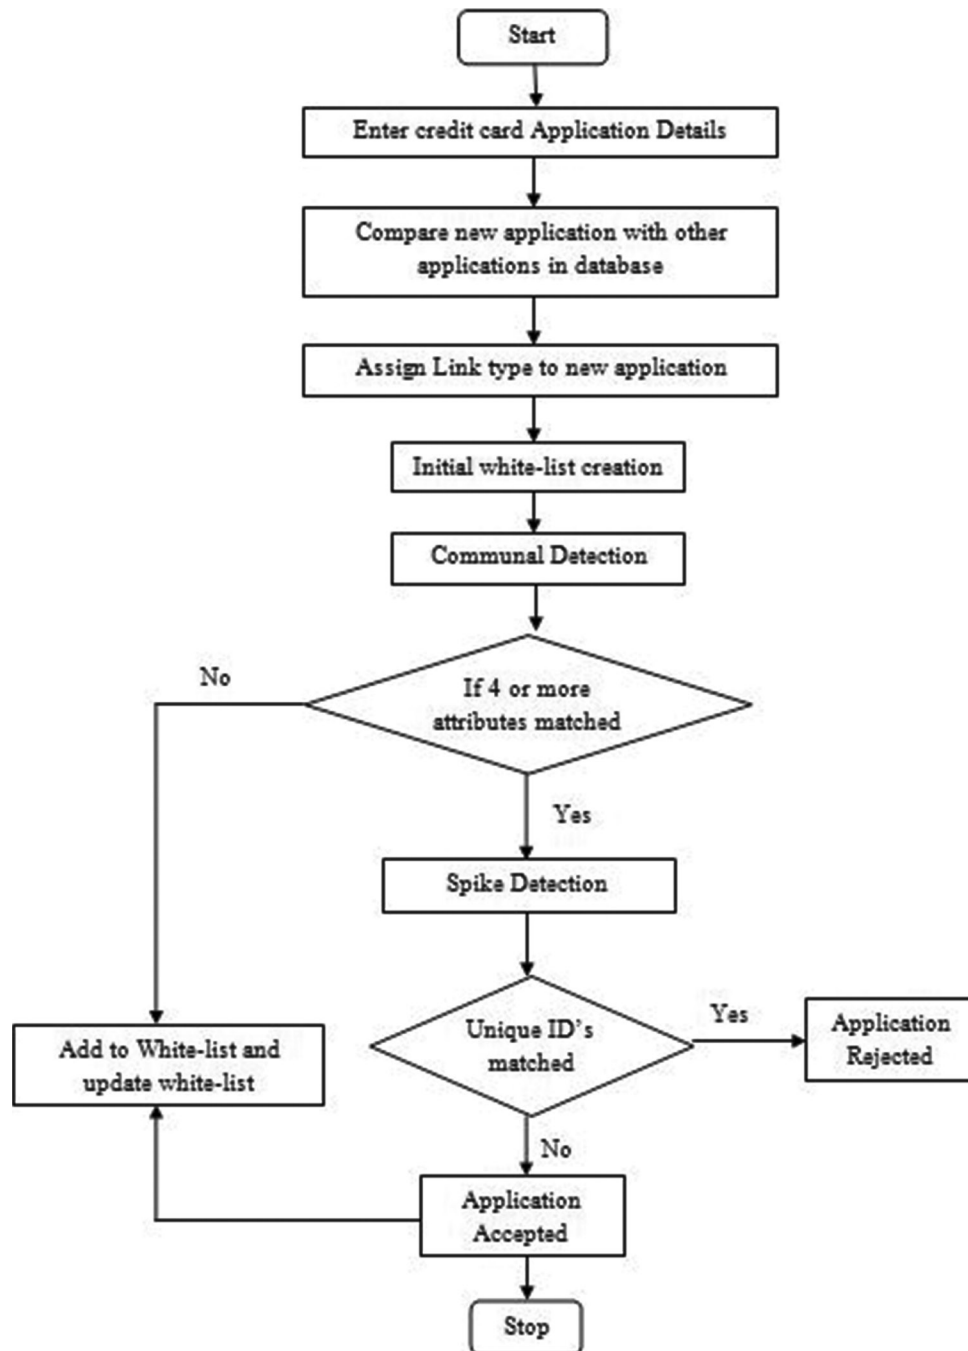 Start
Enter credit card Application Details
Compare new application with other
applications in database
Assign Link type to new application
Initial white-list creation
Communal Detection
No
If 4 or more
attributes matched
Yes
Spike Detection
Unique ID’s
matched
Yes
Application
Rejected
Add to White-list and
update white-list
No
Application
Accepted
Stop